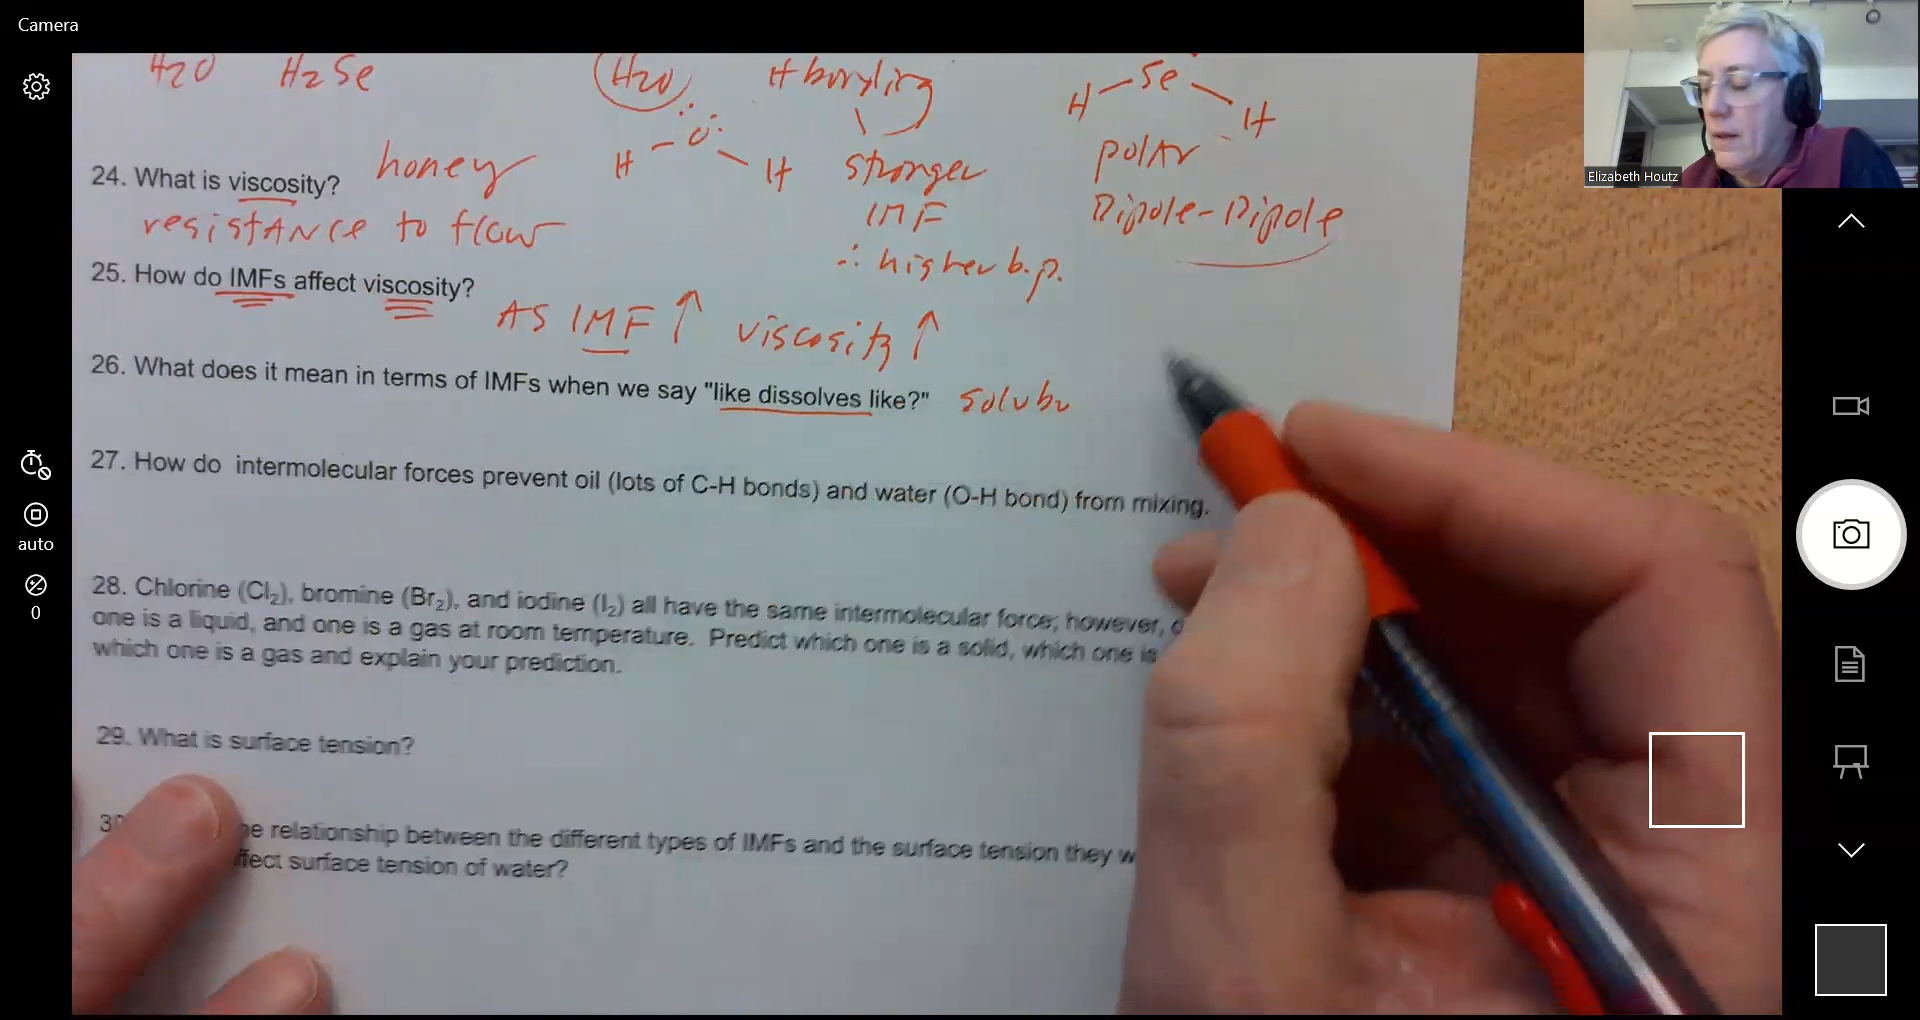 Camera
Elizabeth Houtz
H2O H2Se H2O H bonding H Se H
24. What is viscosity? honey H O H stronger polar
resistance to flow IMF Dipole-Dipole
∴ higher b.p.
25. How do IMFs affect viscosity? As IMF ↑ viscosity ↑
26. What does it mean in terms of IMFs when we say "like dissolves like?" solub
27. How do intermolecular forces prevent oil (lots of C-H bonds) and water (O-H bond) from mixing.
28. Chlorine (Cl₂), bromine (Br₂), and iodine (I₂) all have the same intermolecular force; however,
one is a liquid, and one is a gas at room temperature. Predict which one is a solid, which one is
which one is a gas and explain your prediction.
29. What is surface tension?
relationship between the different types of IMFs and the surface tension they
surface tension of water?
auto
0